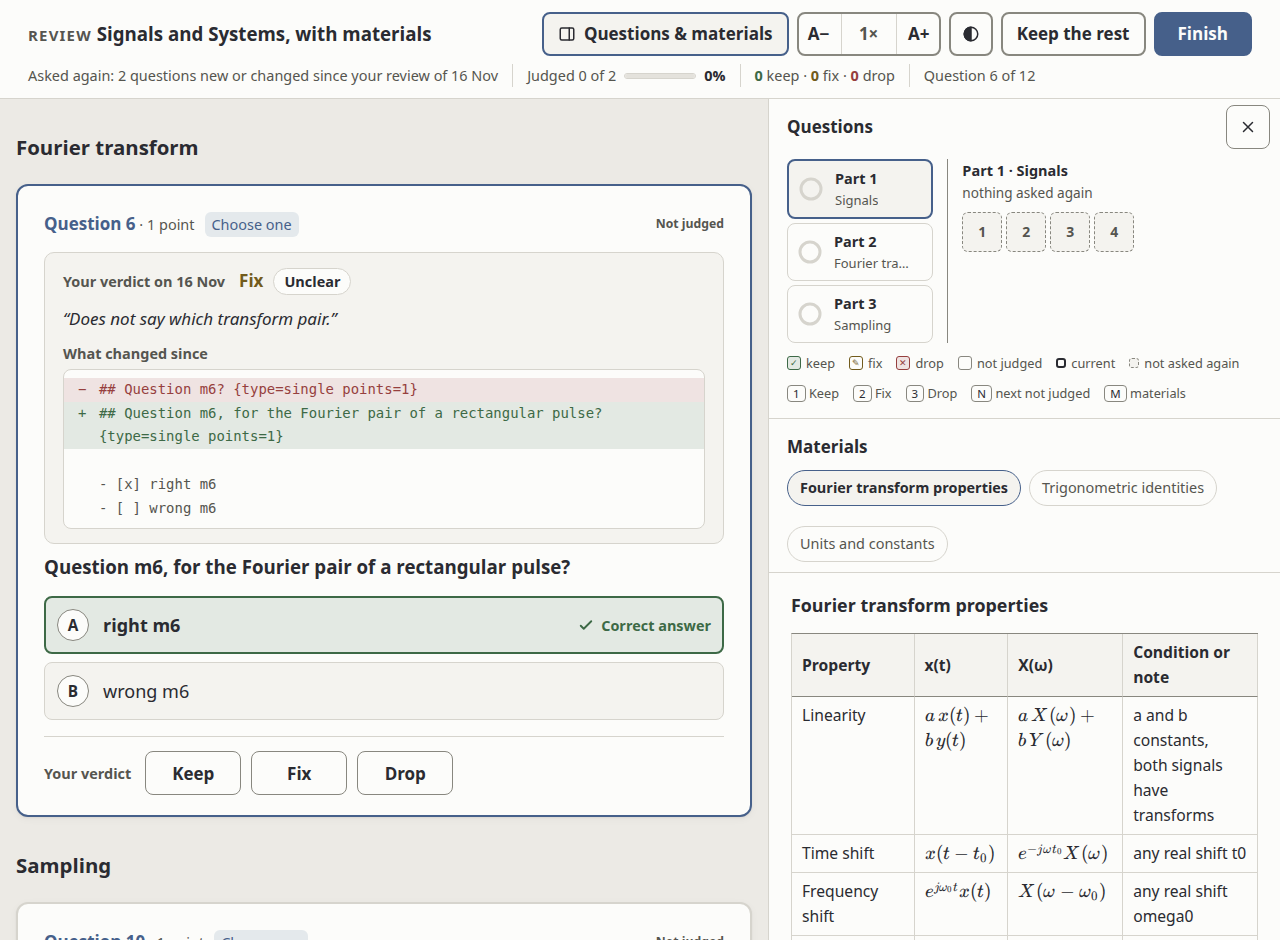 REVIEW Signals and Systems, with materials
Questions & materials
A− 1× A+
Keep the rest
Finish
Asked again: 2 questions new or changed since your review of 16 Nov
Judged 0 of 2 0%
0 keep · 0 fix · 0 drop
Question 6 of 12
Fourier transform
Question 6 · 1 point Choose one
Not judged
Your verdict on 16 Nov Fix Unclear
“Does not say which transform pair.”
What changed since
− ## Question m6? {type=single points=1}
+ ## Question m6, for the Fourier pair of a rectangular pulse?
{type=single points=1}
- [x] right m6
- [ ] wrong m6
Question m6, for the Fourier pair of a rectangular pulse?
A right m6 ✓ Correct answer
B wrong m6
Your verdict Keep Fix Drop
Sampling
Questions
Part 1
Signals
Part 2
Fourier tra…
Part 3
Sampling
Part 1 · Signals
nothing asked again
1 2 3 4
✓ keep ✎ fix ✕ drop not judged current not asked again
1 Keep 2 Fix 3 Drop N next not judged M materials
Materials
Fourier transform properties
Trigonometric identities
Units and constants
Fourier transform properties
Property x(t) X(ω) Condition or
note
Linearity a x(t) + b y(t) a X(ω) + b Y(ω) a and b
constants,
both signals
have
transforms
Time shift x(t − t₀) e^{−jωt₀} X(ω) any real shift t0
Frequency
shift e^{jω₀t} x(t) X(ω − ω₀) any real shift
omega0